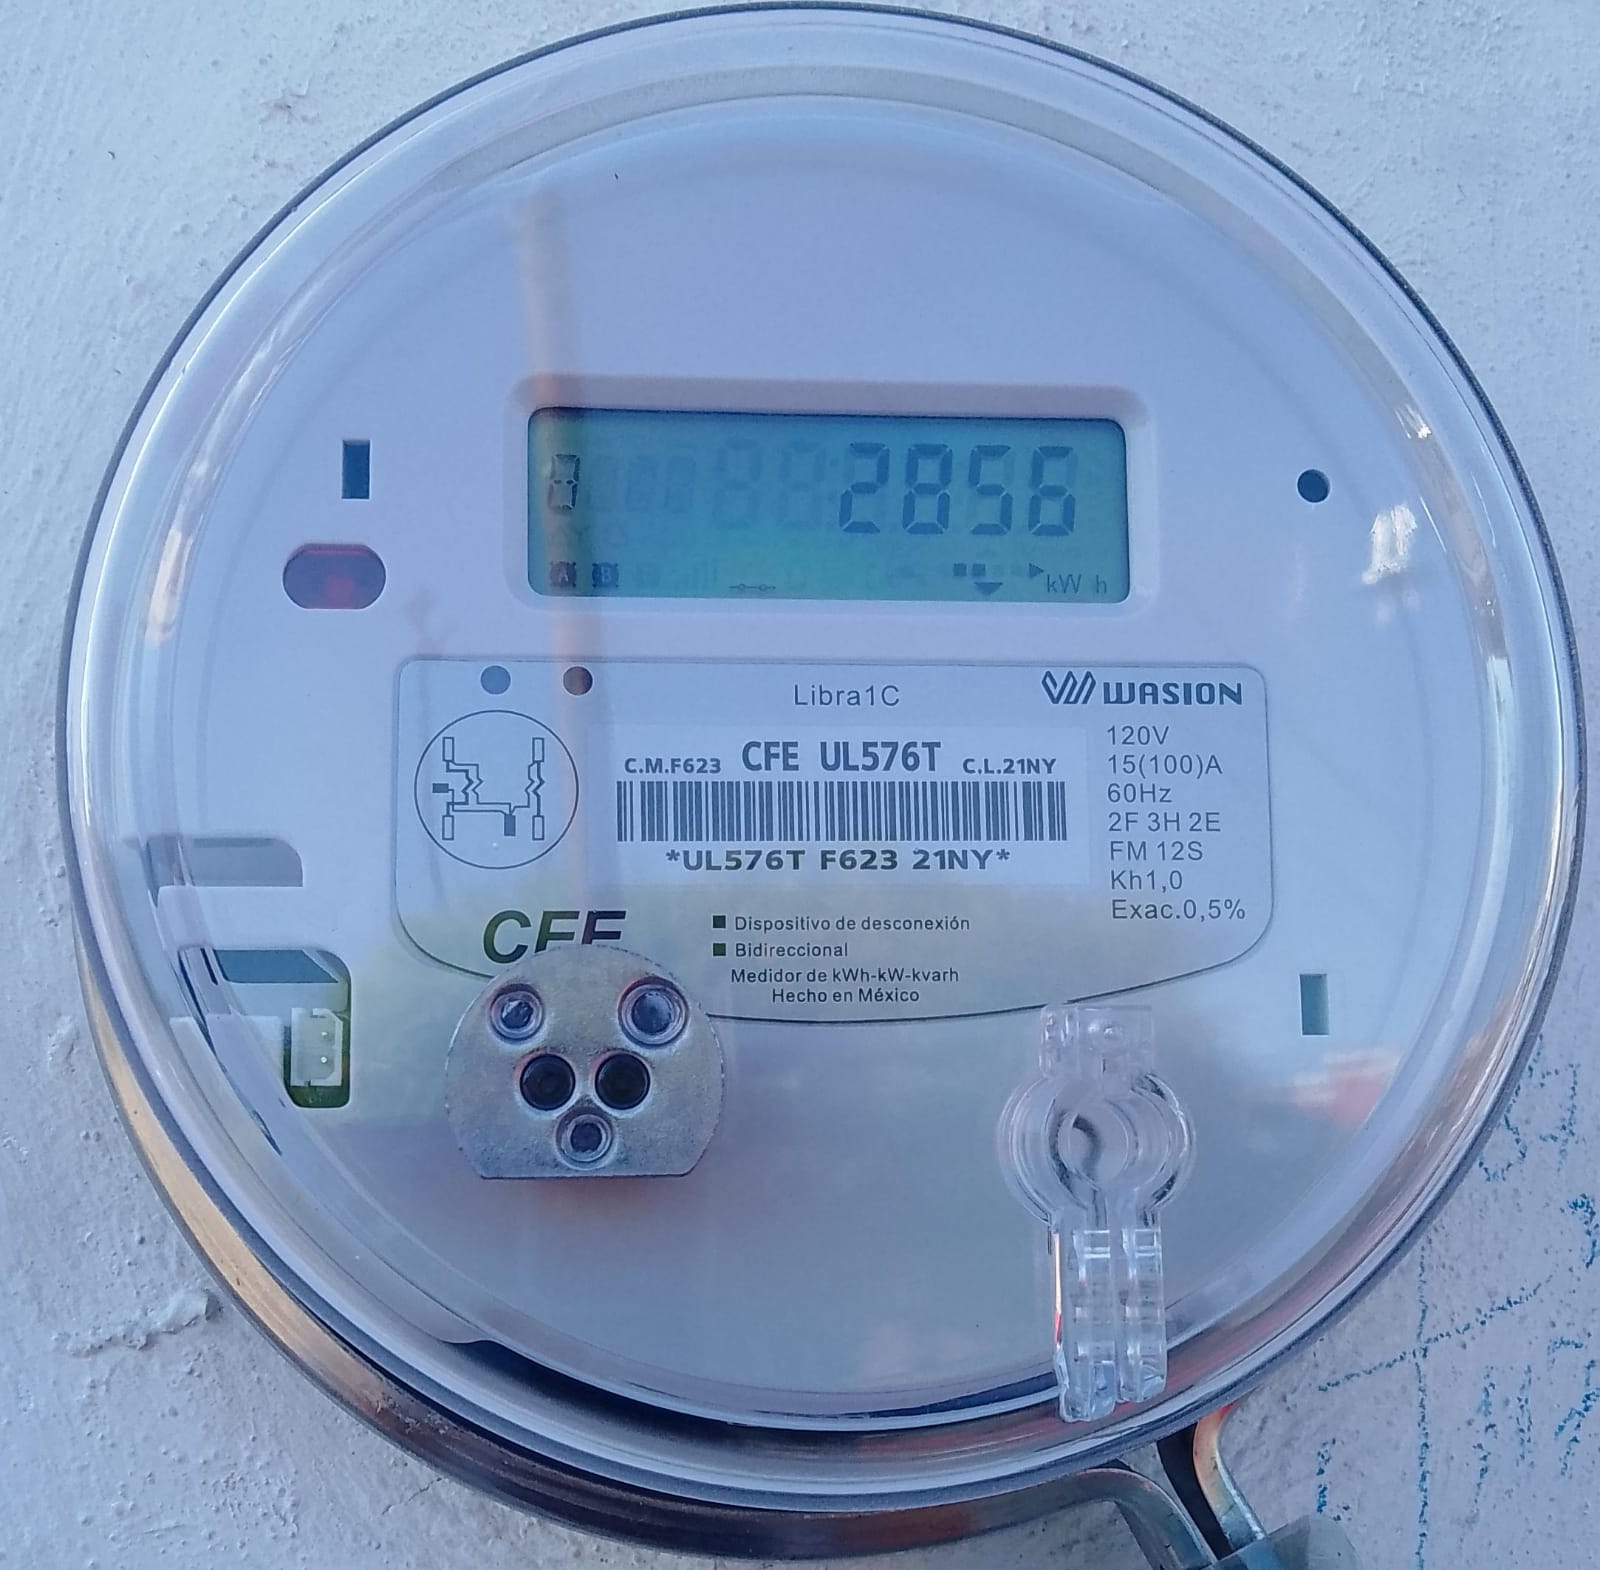 2856
A B
kW h
Libra1C
WASION
C.M.F623 CFE UL576T C.L.21NY
*UL576T F623 21NY*
120V
15(100)A
60Hz
2F 3H 2E
FM 12S
Kh1,0
Exac.0,5%
CFE
Dispositivo de desconexión
Bidireccional
Medidor de kWh-kW-kvarh
Hecho en México